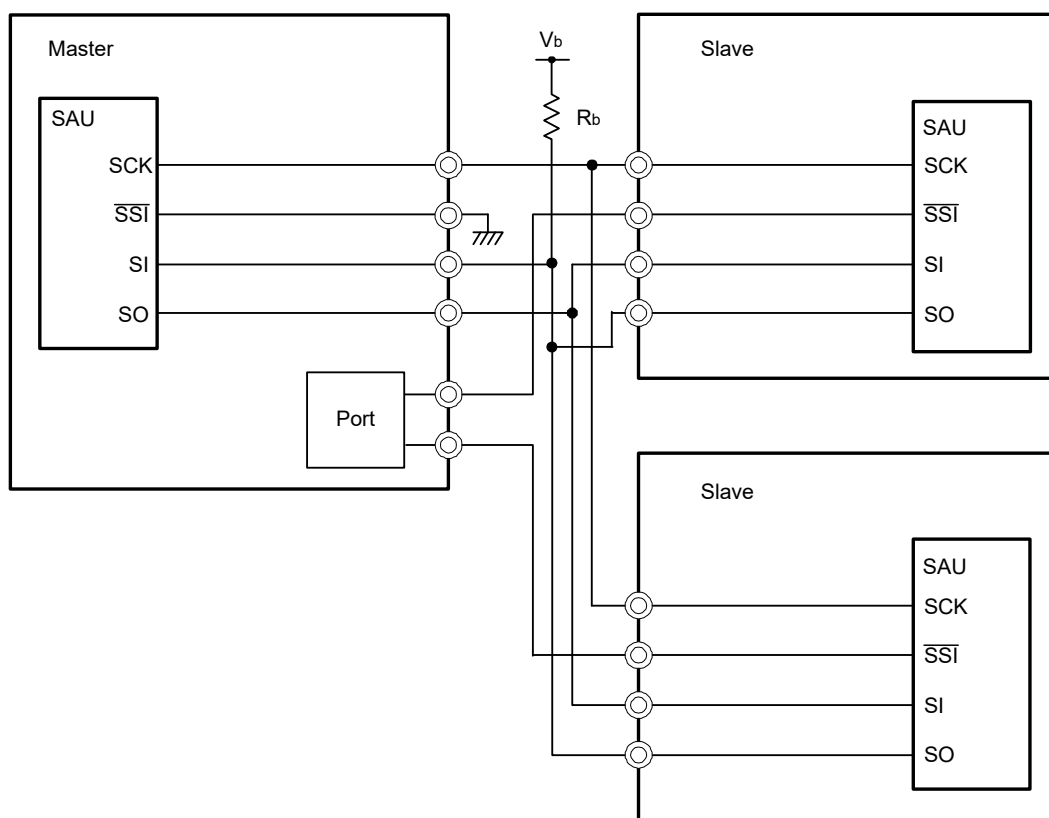 Master
SAU
SCK
SSI
SI
SO
Port
Vb
Rb
Slave
SAU
SCK
SSI
SI
SO
Slave
SAU
SCK
SSI
SI
SO